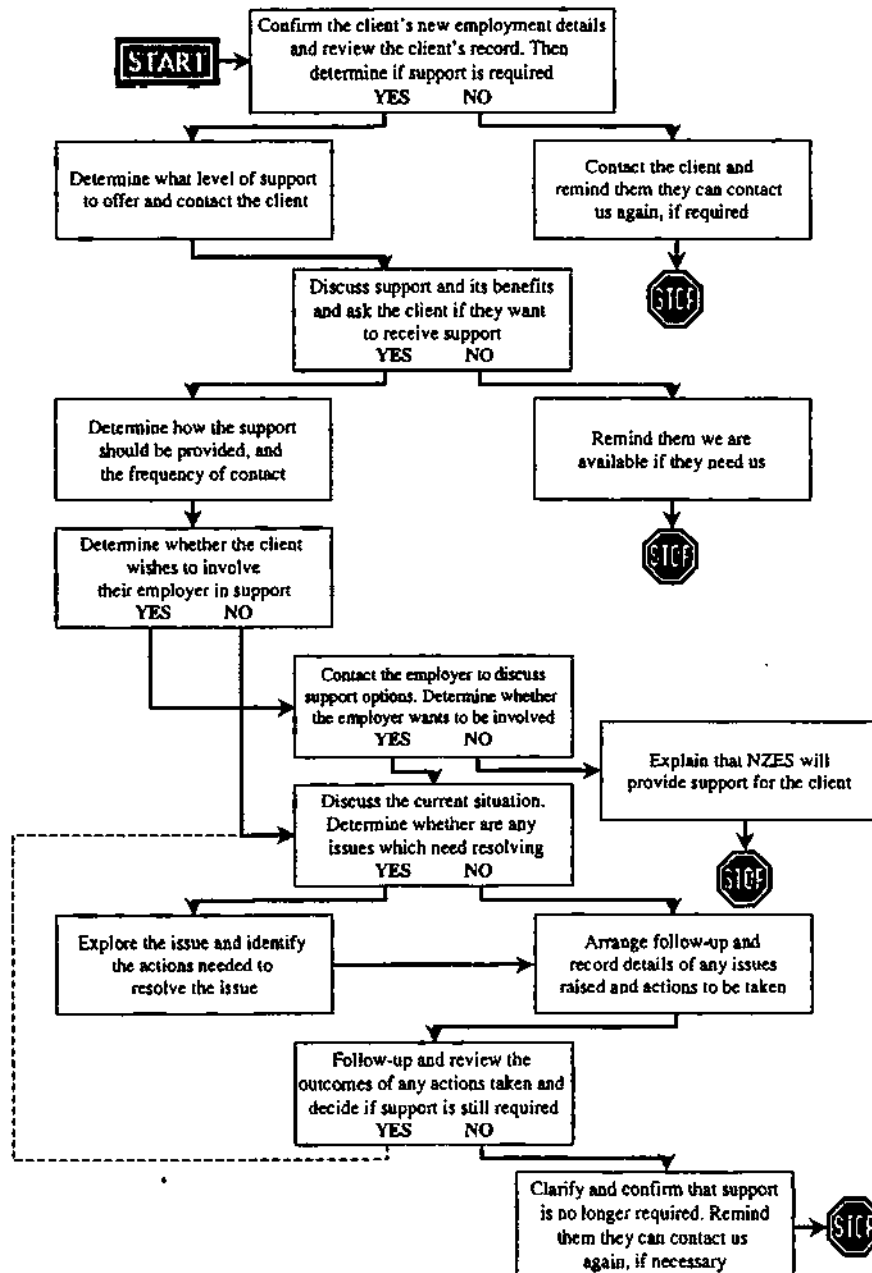 START
Confirm the client's new employment details
and review the client's record. Then
determine if support is required
YES NO
Determine what level of support
to offer and contact the client
Contact the client and
remind them they can contact
us again, if required
STOP
Discuss support and its benefits
and ask the client if they want
to receive support
YES NO
Determine how the support
should be provided, and
the frequency of contact
Remind them we are
available if they need us
STOP
Determine whether the client
wishes to involve
their employer in support
YES NO
Contact the employer to discuss
support options. Determine whether
the employer wants to be involved
YES NO
Explain that NZES will
provide support for the client
STOP
Discuss the current situation.
Determine whether are any
issues which need resolving
YES NO
Explore the issue and identify
the actions needed to
resolve the issue
Arrange follow-up and
record details of any issues
raised and actions to be taken
Follow-up and review the
outcomes of any actions taken and
decide if support is still required
YES NO
Clarify and confirm that support
is no longer required. Remind
them they can contact us
again, if necessary
STOP